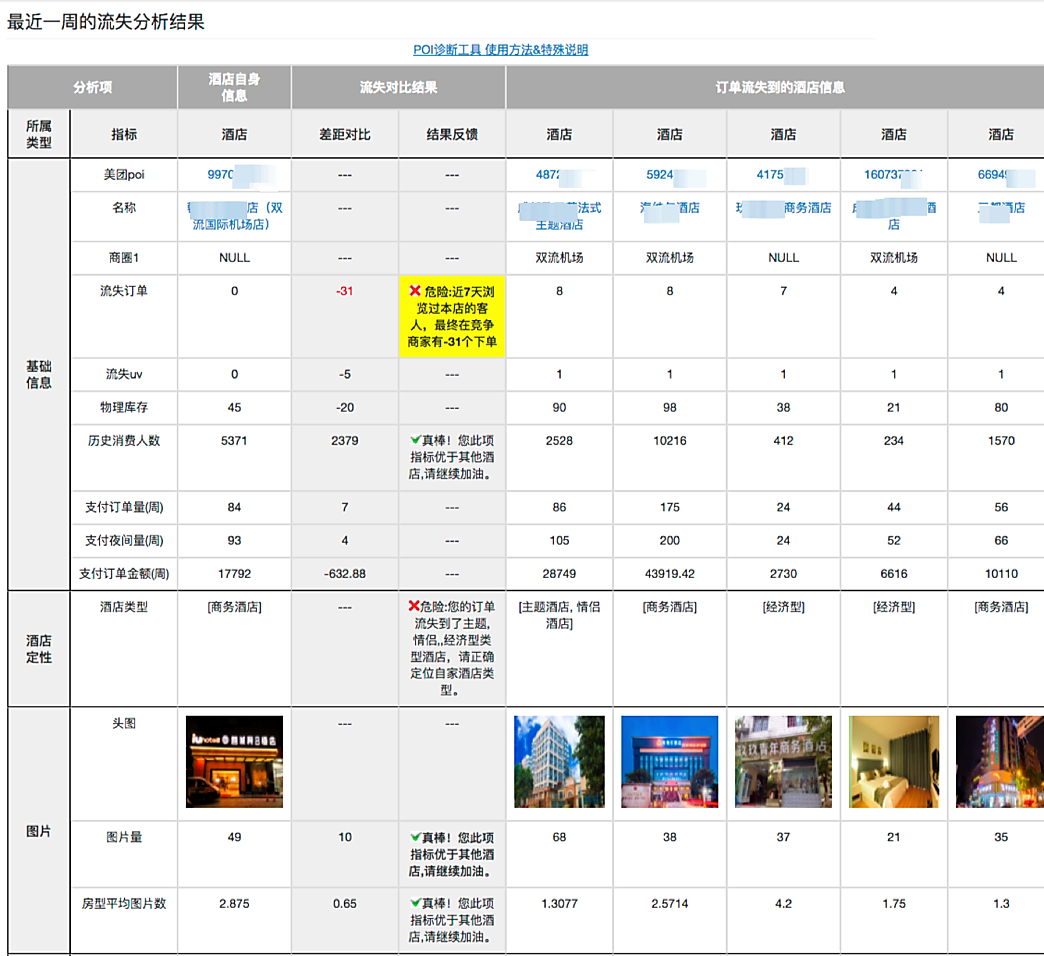 最近一周的流失分析结果
POI诊断工具 使用方法&特殊说明
分析项 酒店自身信息 流失对比结果 订单流失到的酒店信息
所属类型 指标 酒店 差距对比 结果反馈 酒店 酒店 酒店 酒店 酒店
基础信息
美团poi 9970 --- --- 4872 5924 4175 160737 6694
名称 店（双流国际机场店） --- --- 法式主题酒店 酒店 商务酒店 酒店 酒店
商圈1 NULL --- --- 双流机场 双流机场 NULL 双流机场 NULL
流失订单 0 -31 危险:近7天浏览过本店的客人，最终在竞争商家有-31个下单 8 8 7 4 4
流失uv 0 -5 --- 1 1 1 1 1
物理库存 45 -20 --- 90 98 38 21 80
历史消费人数 5371 2379 真棒！您此项指标优于其他酒店,请继续加油。 2528 10216 412 234 1570
支付订单量(周) 84 7 --- 86 175 24 44 56
支付夜间量(周) 93 4 --- 105 200 24 52 66
支付订单金额(周) 17792 -632.88 --- 28749 43919.42 2730 6616 10110
酒店定性
酒店类型 [商务酒店] --- 危险:您的订单流失到了主题,情侣,,经济型类型酒店，请正确定位自家酒店类型。 [主题酒店, 情侣酒店] [商务酒店] [经济型] [经济型] [商务酒店]
图片
头图 --- ---
玖玖青年商务酒店
图片量 49 10 真棒！您此项指标优于其他酒店,请继续加油。 68 38 37 21 35
房型平均图片数 2.875 0.65 真棒！您此项指标优于其他酒店,请继续加油。 1.3077 2.5714 4.2 1.75 1.3